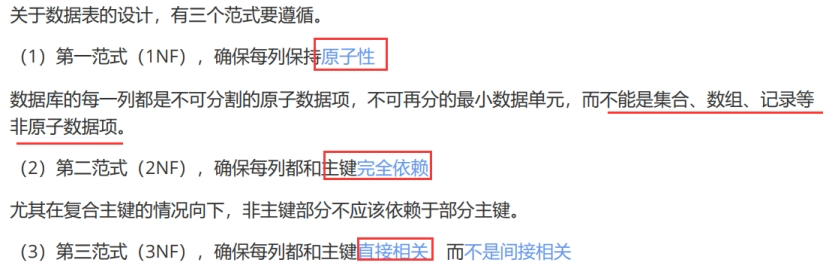 关于数据表的设计，有三个范式要遵循。
（1）第一范式（1NF），确保每列保持原子性
数据库的每一列都是不可分割的原子数据项，不可再分的最小数据单元，而不能是集合、数组、记录等
非原子数据项。
（2）第二范式（2NF），确保每列都和主键完全依赖
尤其在复合主键的情况向下，非主键部分不应该依赖于部分主键。
（3）第三范式（3NF），确保每列都和主键直接相关 而不是间接相关